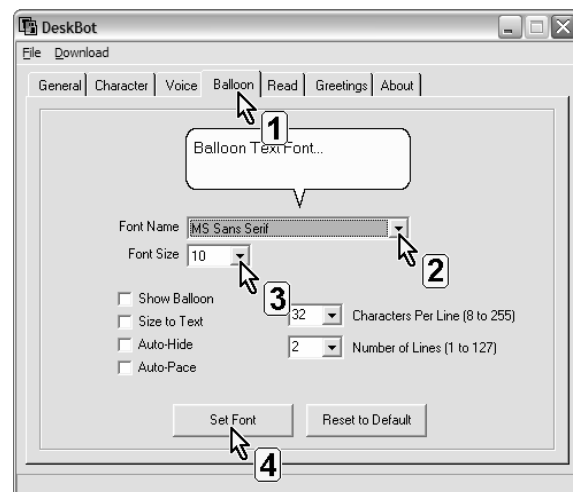 DeskBot
File Download
General Character Voice Balloon Read Greetings About
1
Balloon Text Font...
Font Name MS Sans Serif
2
Font Size 10
3
Show Balloon
32 Characters Per Line (8 to 255)
Size to Text
Auto-Hide
2 Number of Lines (1 to 127)
Auto-Pace
Set Font Reset to Default
4